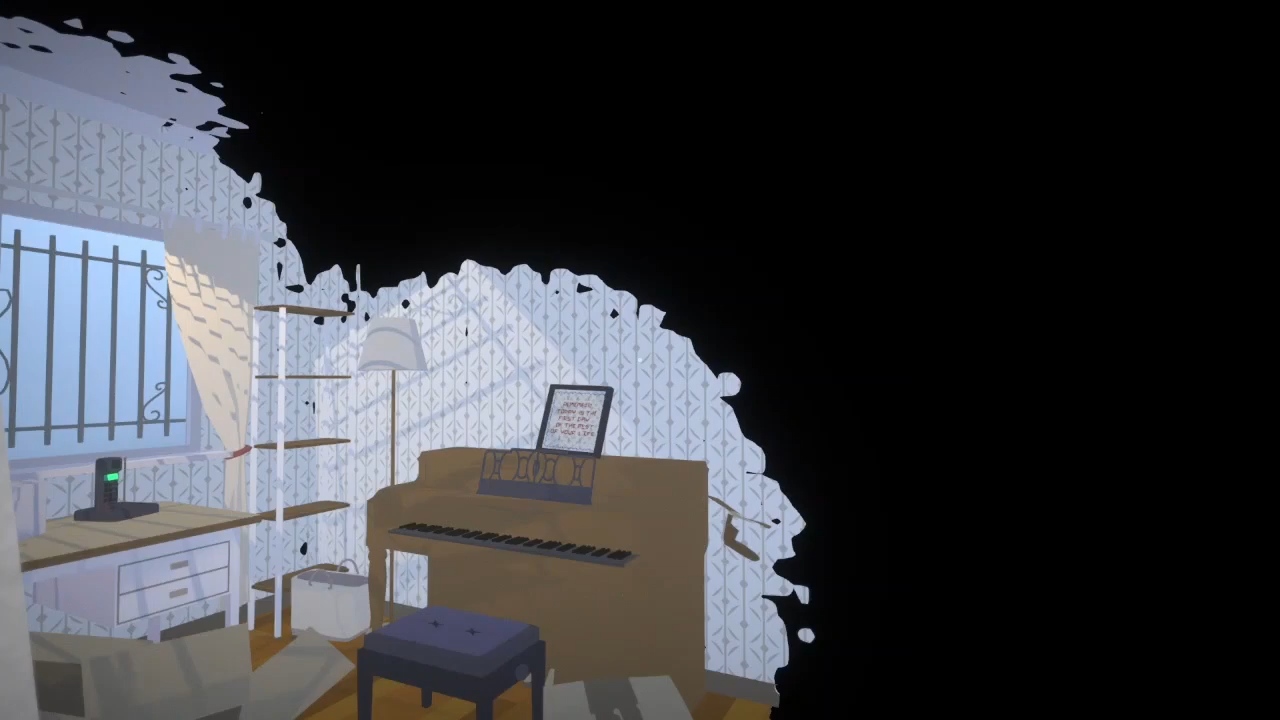 REMEMBER,
TODAY IS THE
FIRST DAY
OF THE REST
OF YOUR LIFE